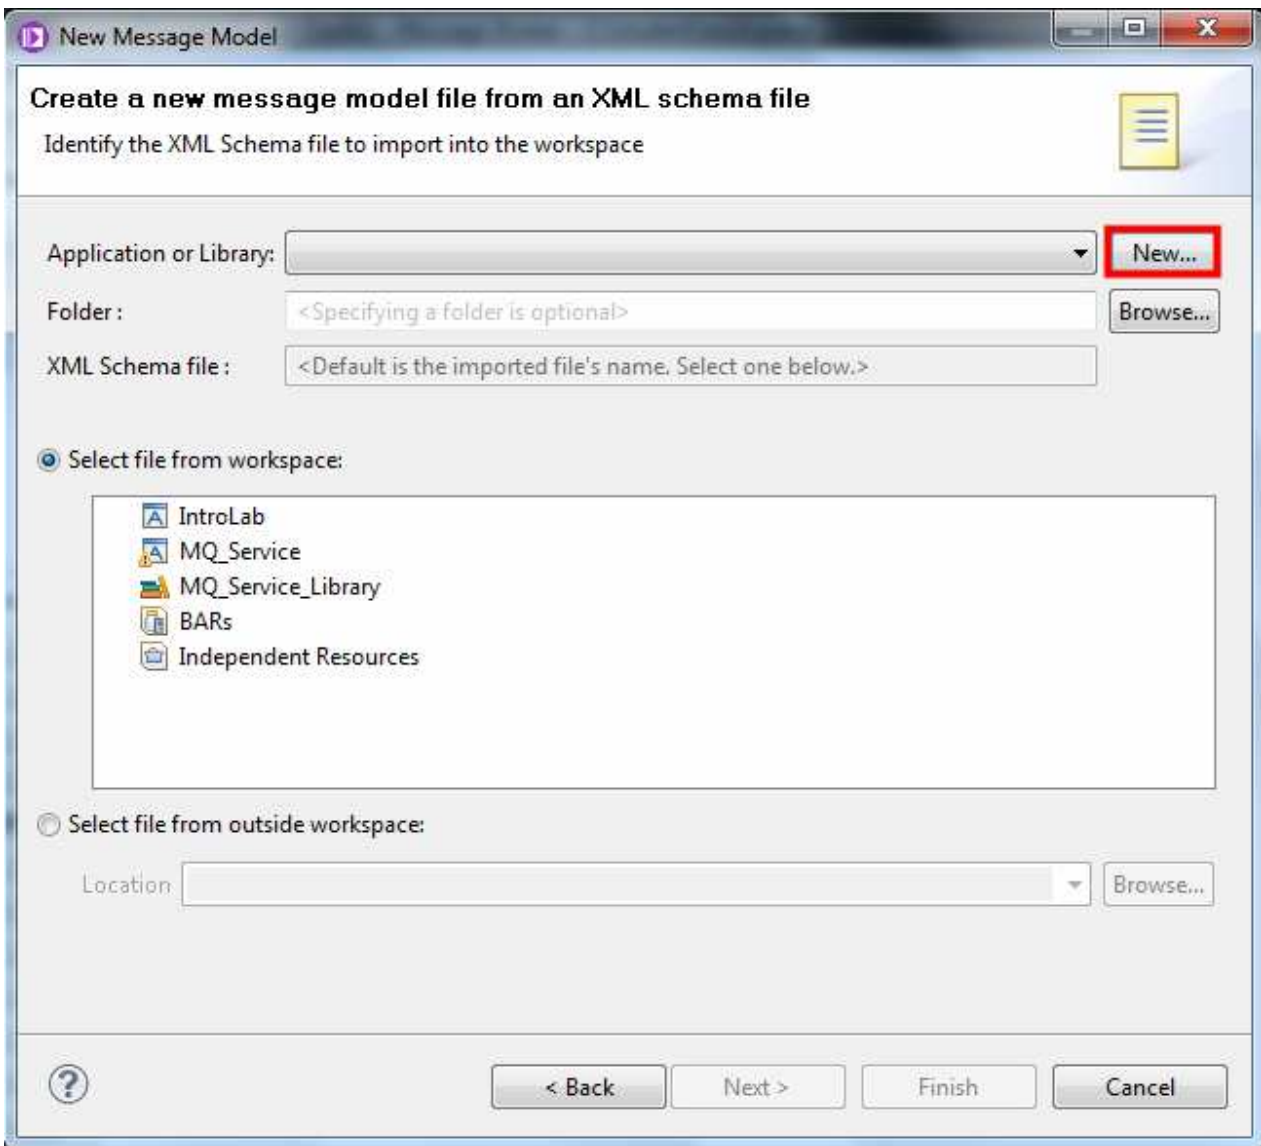 New Message Model
Create a new message model file from an XML schema file
Identify the XML Schema file to import into the workspace
Application or Library: New...
Folder : <Specifying a folder is optional> Browse...
XML Schema file : <Default is the imported file's name. Select one below.>
Select file from workspace:
IntroLab
MQ_Service
MQ_Service_Library
BARs
Independent Resources
Select file from outside workspace:
Location Browse...
? < Back Next > Finish Cancel